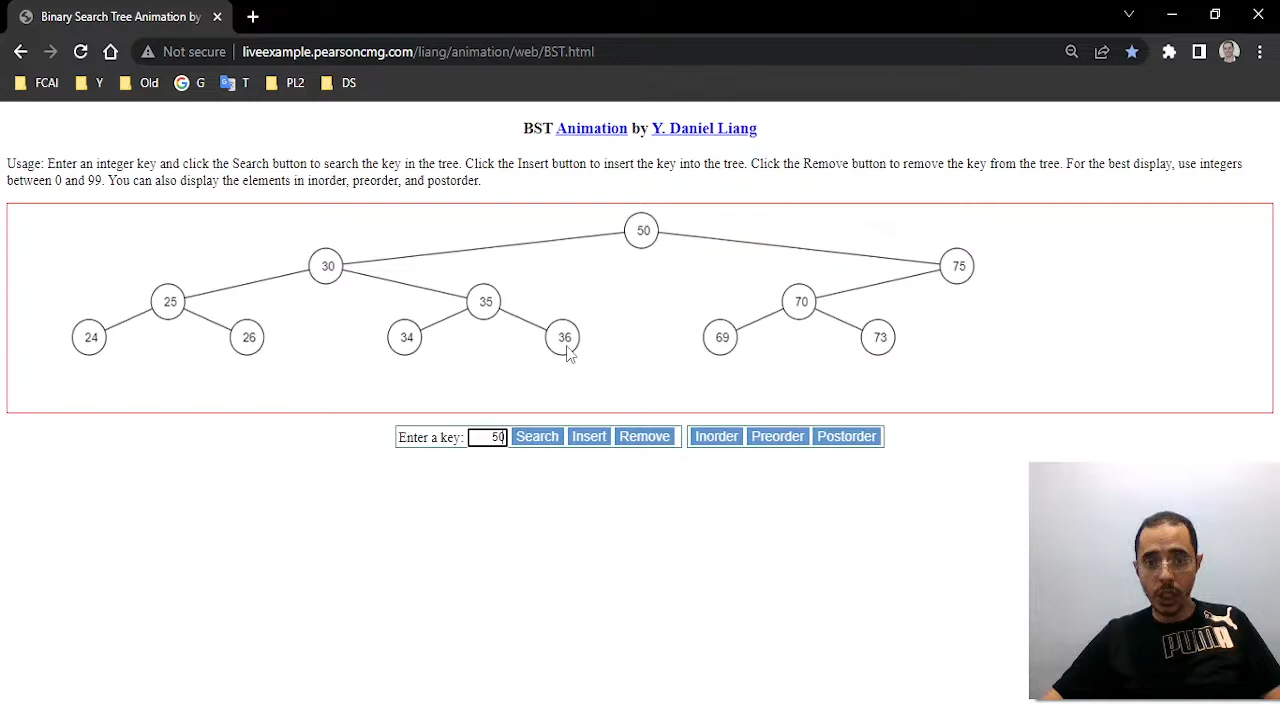 Binary Search Tree Animation by
Not secure
liveexample.pearsoncmg.com/liang/animation/web/BST.html
FCAI
Y
Old
G
T
PL2
DS
BST Animation by Y. Daniel Liang
Usage: Enter an integer key and click the Search button to search the key in the tree. Click the Insert button to insert the key into the tree. Click the Remove button to remove the key from the tree. For the best display, use integers
between 0 and 99. You can also display the elements in inorder, preorder, and postorder.
50
30
75
25
35
70
24
26
34
36
69
73
Enter a key: 50 Search Insert Remove Inorder Preorder Postorder
PUMA